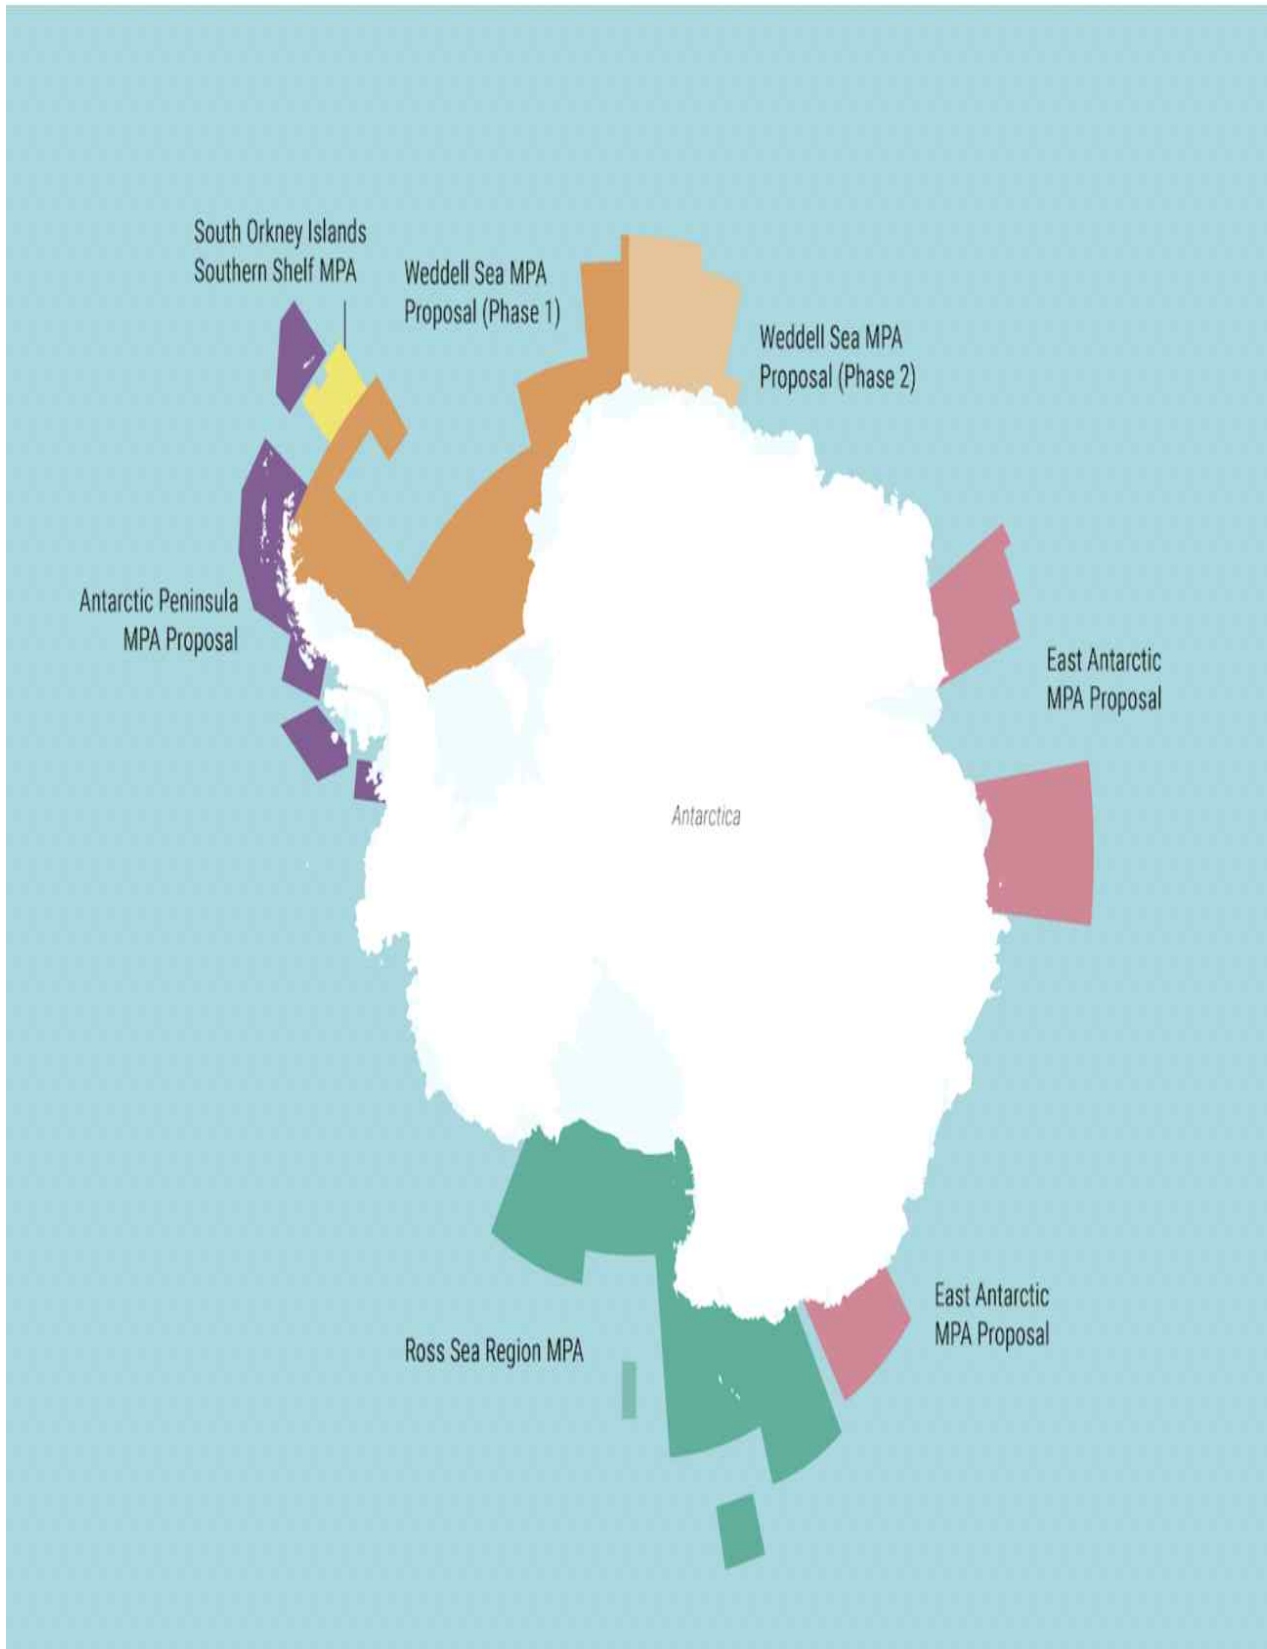 South Orkney Islands
Southern Shelf MPA
Weddell Sea MPA
Proposal (Phase 1)
Weddell Sea MPA
Proposal (Phase 2)
Antarctic Peninsula
MPA Proposal
East Antarctic
MPA Proposal
Antarctica
East Antarctic
MPA Proposal
Ross Sea Region MPA